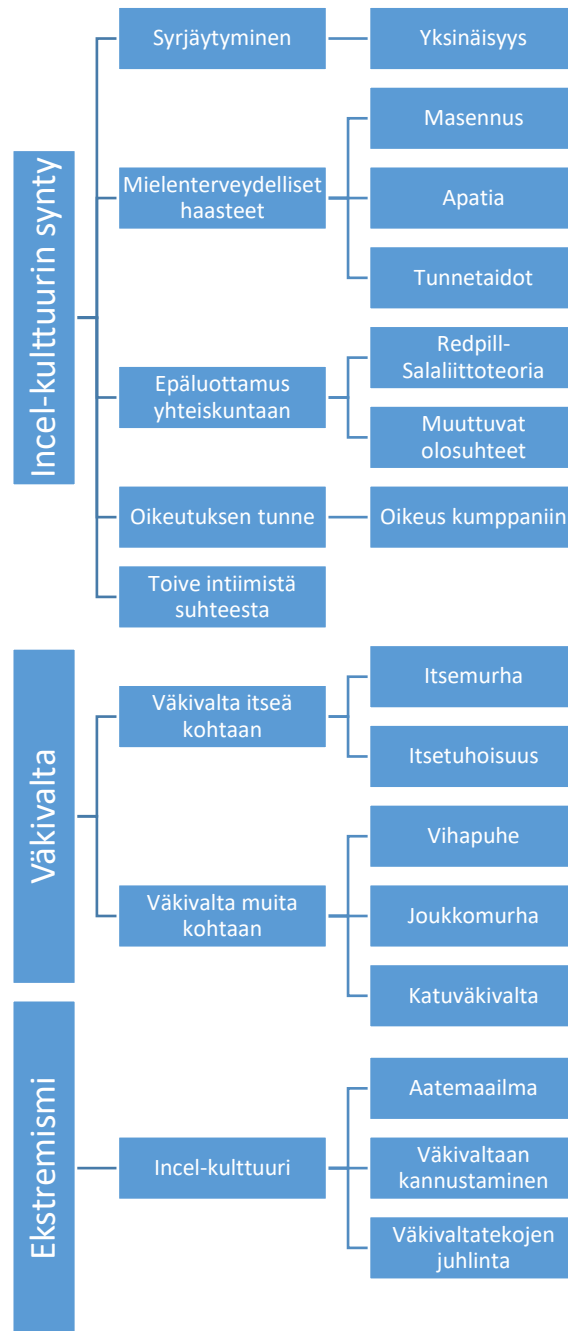 Incel-kulttuurin synty
Syrjäytyminen
Yksinäisyys
Mielenterveydelliset
haasteet
Masennus
Apatia
Tunnetaidot
Epäluottamus
yhteiskuntaan
Redpill-
Salaliittoteoria
Muuttuvat
olosuhteet
Oikeutuksen tunne
Oikeus kumppaniin
Toive intiimistä
suhteesta
Väkivalta
Väkivalta itseä
kohtaan
Itsemurha
Itsetuhoisuus
Väkivalta muita
kohtaan
Vihapuhe
Joukkomurha
Katuväkivalta
Ekstremismi
Incel-kulttuuri
Aatemaailma
Väkivaltaan
kannustaminen
Väkivaltatekojen
juhlinta